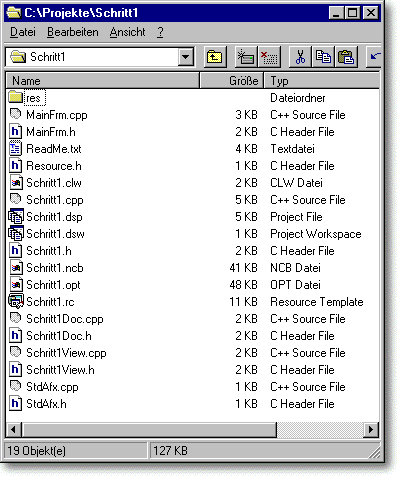 C:\Projekte\Schritt1
Datei Bearbeiten Ansicht ?
Schritt1
Name Größe Typ
res Dateiordner
MainFrm.cpp 3 KB C++ Source File
MainFrm.h 2 KB C Header File
ReadMe.txt 4 KB Textdatei
Resource.h 1 KB C Header File
Schritt1.clw 2 KB CLW Datei
Schritt1.cpp 5 KB C++ Source File
Schritt1.dsp 5 KB Project File
Schritt1.dsw 1 KB Project Workspace
Schritt1.h 2 KB C Header File
Schritt1.ncb 41 KB NCB Datei
Schritt1.opt 48 KB OPT Datei
Schritt1.rc 11 KB Resource Template
Schritt1Doc.cpp 2 KB C++ Source File
Schritt1Doc.h 2 KB C Header File
Schritt1View.cpp 2 KB C++ Source File
Schritt1View.h 2 KB C Header File
StdAfx.cpp 1 KB C++ Source File
StdAfx.h 1 KB C Header File
19 Objekt(e) 127 KB